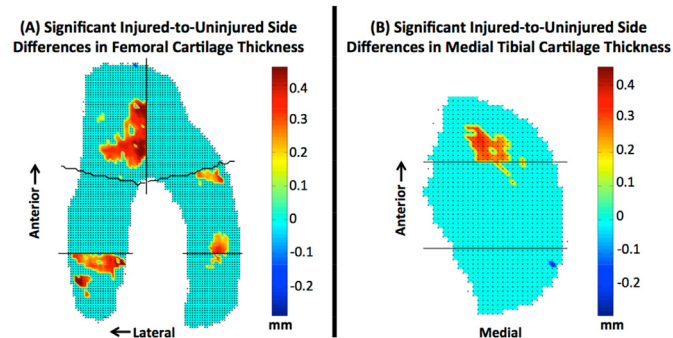 (A) Significant Injured-to-Uninjured Side
Differences in Femoral Cartilage Thickness
0.4
0.3
0.2
0.1
0
-0.1
-0.2
mm
Anterior →
← Lateral
(B) Significant Injured-to-Uninjured Side
Differences in Medial Tibial Cartilage Thickness
0.4
0.3
0.2
0.1
0
-0.1
-0.2
mm
Anterior →
Medial